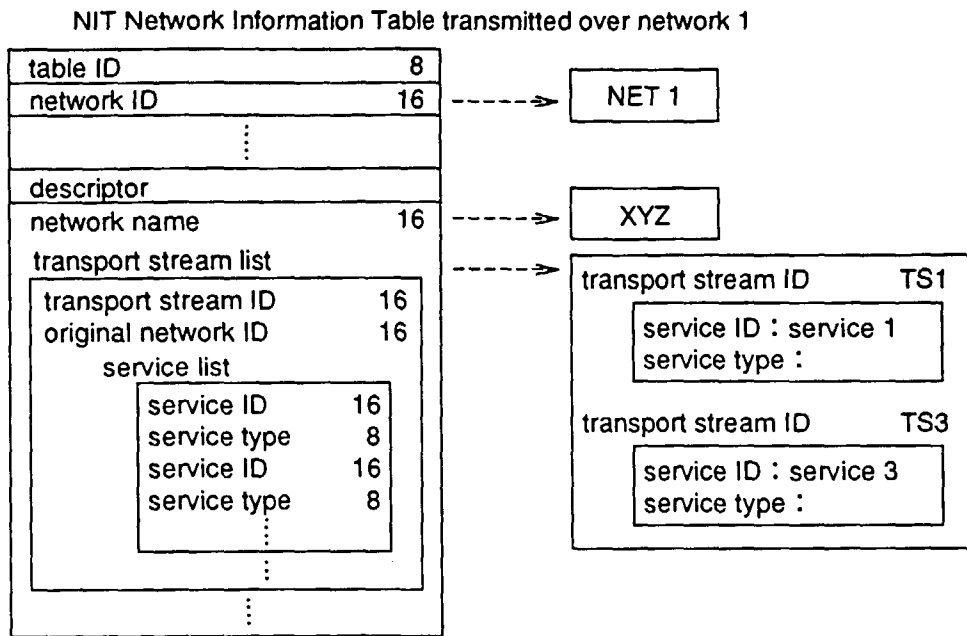 NIT Network Information Table transmitted over network 1
table ID 8
network ID 16
NET 1
descriptor
network name 16
XYZ
transport stream list
transport stream ID 16
original network ID 16
service list
service ID 16
service type 8
service ID 16
service type 8
transport stream ID TS1
service ID : service 1
service type :
transport stream ID TS3
service ID : service 3
service type :